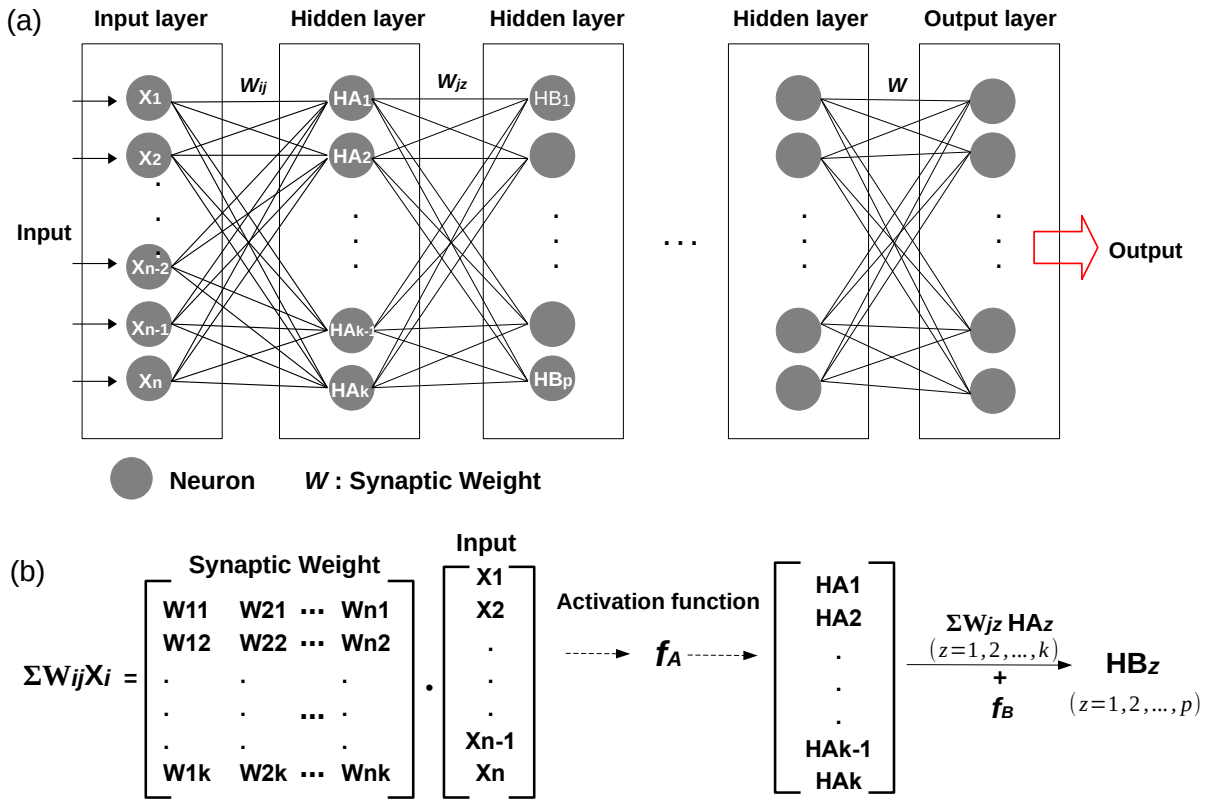 (a)
Input layer Hidden layer Hidden layer Hidden layer Output layer
Wij Wjz W
X1 HA1 HB1
X2 HA2
. . . . .
. . . . .
Input . . . . . ... Output
Xn-2
Xn-1 HAk-1
Xn HAk HBp
Neuron W : Synaptic Weight
(b)
Synaptic Weight Input
X1
W11 W21 ... Wn1 X2 Activation function HA1
W12 W22 ... Wn2 HA2
ΣWijXi = . . . · . fA . ΣWjz HAz
(z=1,2,...,k)
+ HBz
fB (z=1,2,...,p)
. . ... . . .
. . . Xn-1 HAk-1
W1k W2k ... Wnk Xn HAk